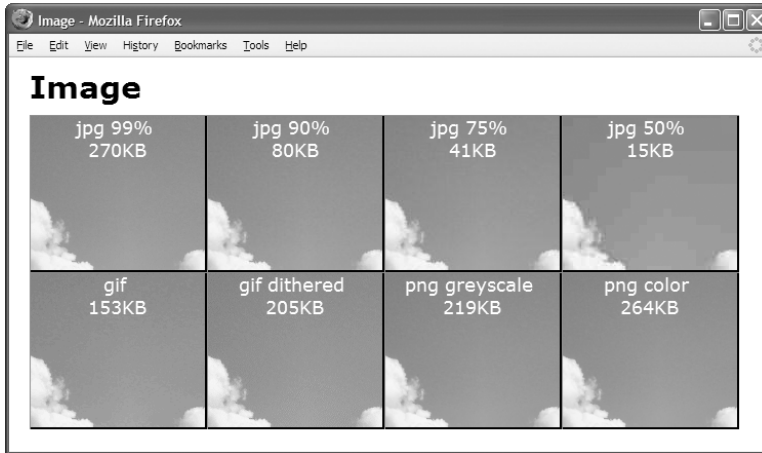 Image - Mozilla Firefox
File Edit View History Bookmarks Tools Help
Image
jpg 99%
270KB
jpg 90%
80KB
jpg 75%
41KB
jpg 50%
15KB
gif
153KB
gif dithered
205KB
png greyscale
219KB
png color
264KB